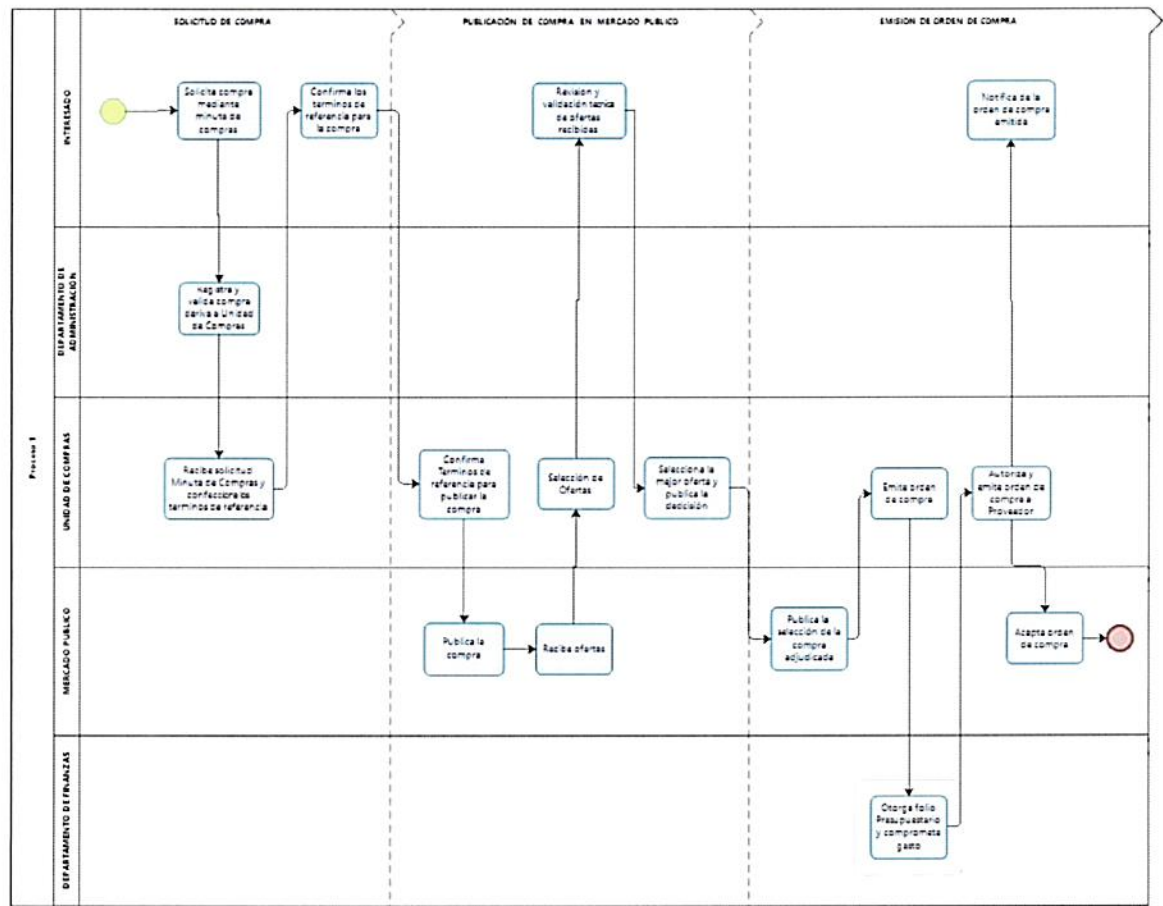 SOLICITUD DE COMPRA
PUBLICACIÓN DE COMPRA EN MERCADO PUBLICO
EMISION DE ORDEN DE COMPRA
Proceso 1
INTERESADO
Solicita compra
mediante
minuta de
compras
Confirma los
terminos de
referencia para
la compra
Revision y
validación tecnica
de ofertas
recibidas
Notifica de la
orden de compra
emitida
DEPARTAMENTO DE
ADMINISTRACION
Registra y
valida compra
deriva a Unidad
de Compras
UNIDAD DE COMPRAS
Recibe solicitud
Minuta de Compras y
confecciona los
terminos de referencia
Confirma
Terminos de
referencia para
publicar la
compra
Selección de
Ofertas
Selecciona la
mejor oferta y
publica la
decisión
Emite orden
de compra
Autoriza y
emite orden de
compra a
Proveedor
MERCADO PUBLICO
Publica la
compra
Recibe ofertas
Publica la
selección de la
compra
adjudicada
Acepta orden
de compra
DEPARTAMENTO DE FINANZAS
Otorga folio
Presupuestario
y compromete
gasto